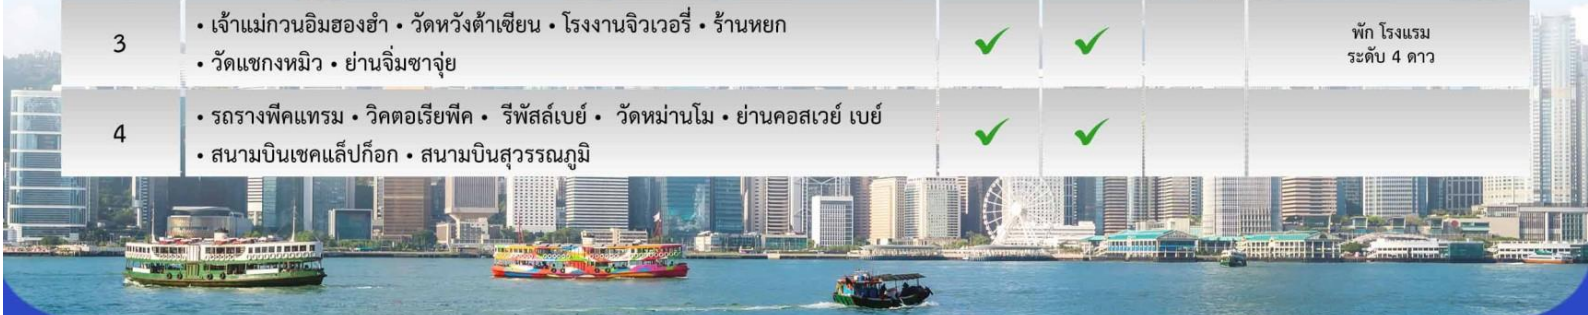 3
• เจ้าแม่กวนอิมฮองฮำ • วัดหวังต้าเซียน • โรงงานจิวเวอรี่ • ร้านหยก
• วัดแชกงหมิว • ย่านจิ่มซาจุ่ย
พัก โรงแรม
ระดับ 4 ดาว
4
• รถรางพีคแทรม • วิคตอเรียพีค • รีพัสล์เบย์ • วัดหม่านโม • ย่านคอสเวย์ เบย์
• สนามบินเชคแล็ปก็อก • สนามบินสุวรรณภูมิ